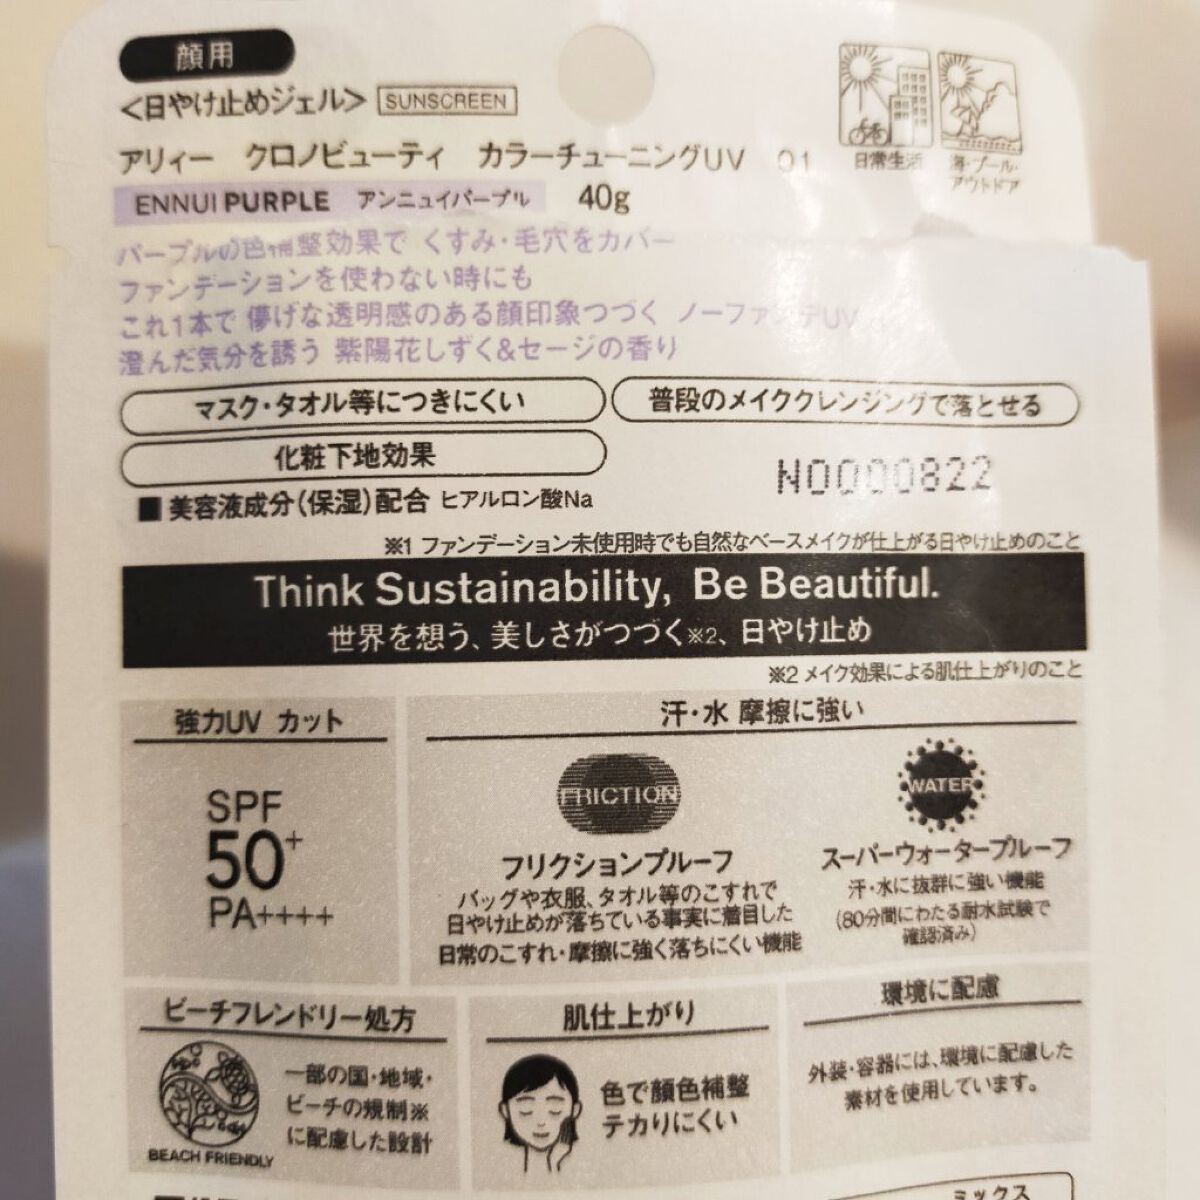 顔用
<日やけ止めジェル> SUNSCREEN
アリィー クロノビューティ カラーチューニングUV 01
ENNUI PURPLE アンニュイパープル 40g
日常生活
海・プール・
アウトドア
パープルの色補整効果で くすみ・毛穴をカバー
ファンデーションを使わない時にも
これ1本で 儚げな透明感のある顔印象つづく ノーファンデUV
澄んだ気分を誘う 紫陽花しずく&セージの香り
マスク・タオル等につきにくい
普段のメイククレンジングで落とせる
化粧下地効果
N0000822
■美容液成分(保湿)配合 ヒアルロン酸Na
※1 ファンデーション未使用時でも自然なベースメイクが仕上がる日やけ止めのこと
Think Sustainability, Be Beautiful.
世界を想う、美しさがつづく※2、日やけ止め
※2 メイク効果による肌仕上がりのこと
強力UV カット
SPF
50+
PA++++
汗・水 摩擦に強い
FRICTION
フリクションプルーフ
バッグや衣服、タオル等のこすれで
日やけ止めが落ちている事実に着目した
日常のこすれ・摩擦に強く落ちにくい機能
WATER
スーパーウォータープルーフ
汗・水に抜群に強い機能
(80分間にわたる耐水試験で
確認済み)
ビーチフレンドリー処方
BEACH FRIENDLY
一部の国・地域・
ビーチの規制※
に配慮した設計
肌仕上がり
色で顔色補整
テカりにくい
環境に配慮
外装・容器には、環境に配慮した
素材を使用しています。
ミックス